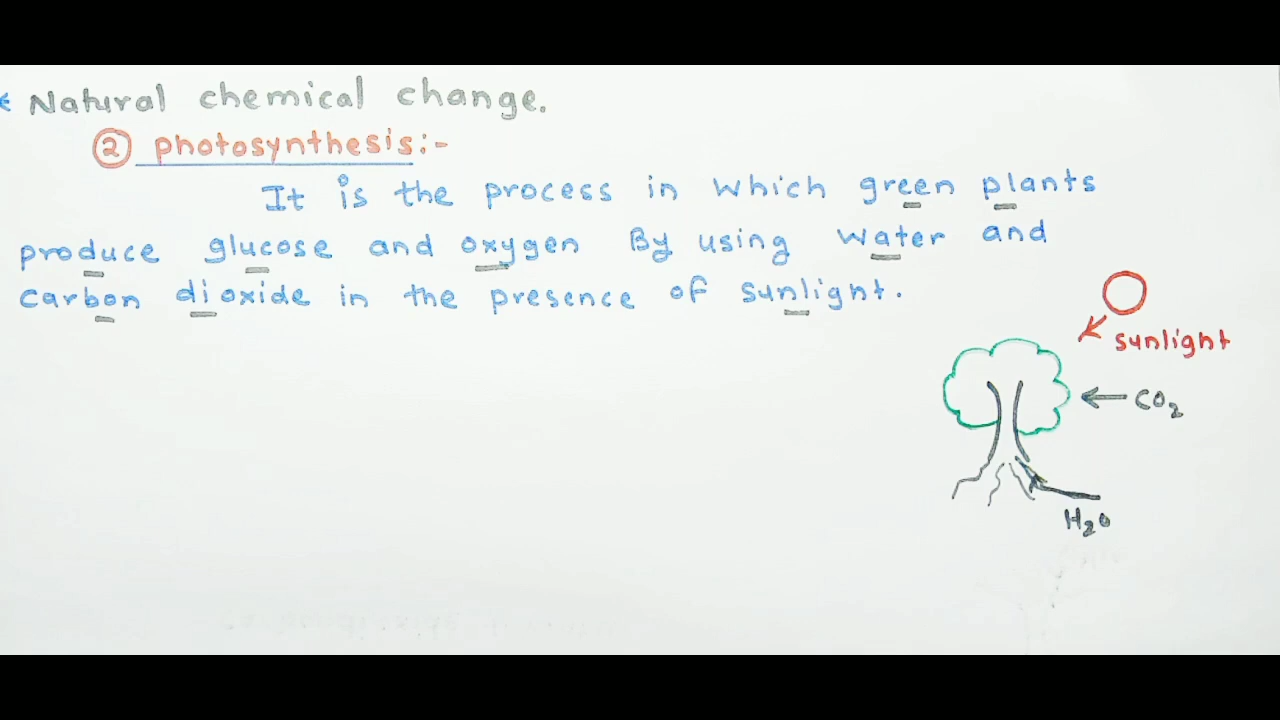 * Natural chemical change.
② photosynthesis:-
It is the process in which green plants
produce glucose and oxygen By using water and
carbon dioxide in the presence of sunlight.
sunlight
CO₂
H₂O